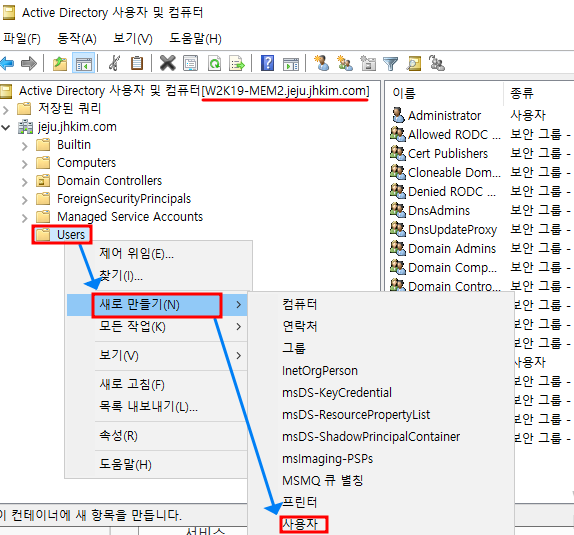 Active Directory 사용자 및 컴퓨터
파일(F) 동작(A) 보기(V) 도움말(H)
Active Directory 사용자 및 컴퓨터[W2K19-MEM2.jeju.jhkim.com]
저장된 쿼리
jeju.jhkim.com
Builtin
Computers
Domain Controllers
ForeignSecurityPrincipals
Managed Service Accounts
Users
제어 위임(E)...
찾기(I)...
새로 만들기(N)
모든 작업(K)
보기(V)
새로 고침(F)
목록 내보내기(L)...
속성(R)
도움말(H)
컴퓨터
연락처
그룹
InetOrgPerson
msDS-KeyCredential
msDS-ResourcePropertyList
msDS-ShadowPrincipalContainer
msImaging-PSPs
MSMQ 큐 별칭
프린터
사용자
이름 종류
Administrator 사용자
Allowed RODC ... 보안 그룹 -
Cert Publishers 보안 그룹 -
Cloneable Dom... 보안 그룹 -
Denied RODC ... 보안 그룹 -
DnsAdmins 보안 그룹 -
DnsUpdateProxy 보안 그룹 -
Domain Admins 보안 그룹 -
Domain Comp... 보안 그룹 -
Domain Contro... 보안 그룹 -
보안 그룹 -
보안 그룹 -
보안 그룹 -
사용자
보안 그룹 -
보안 그룹 -
보안 그룹 -
보안 그룹 -
이 컨테이너에 새 항목을 만듭니다.
서비스